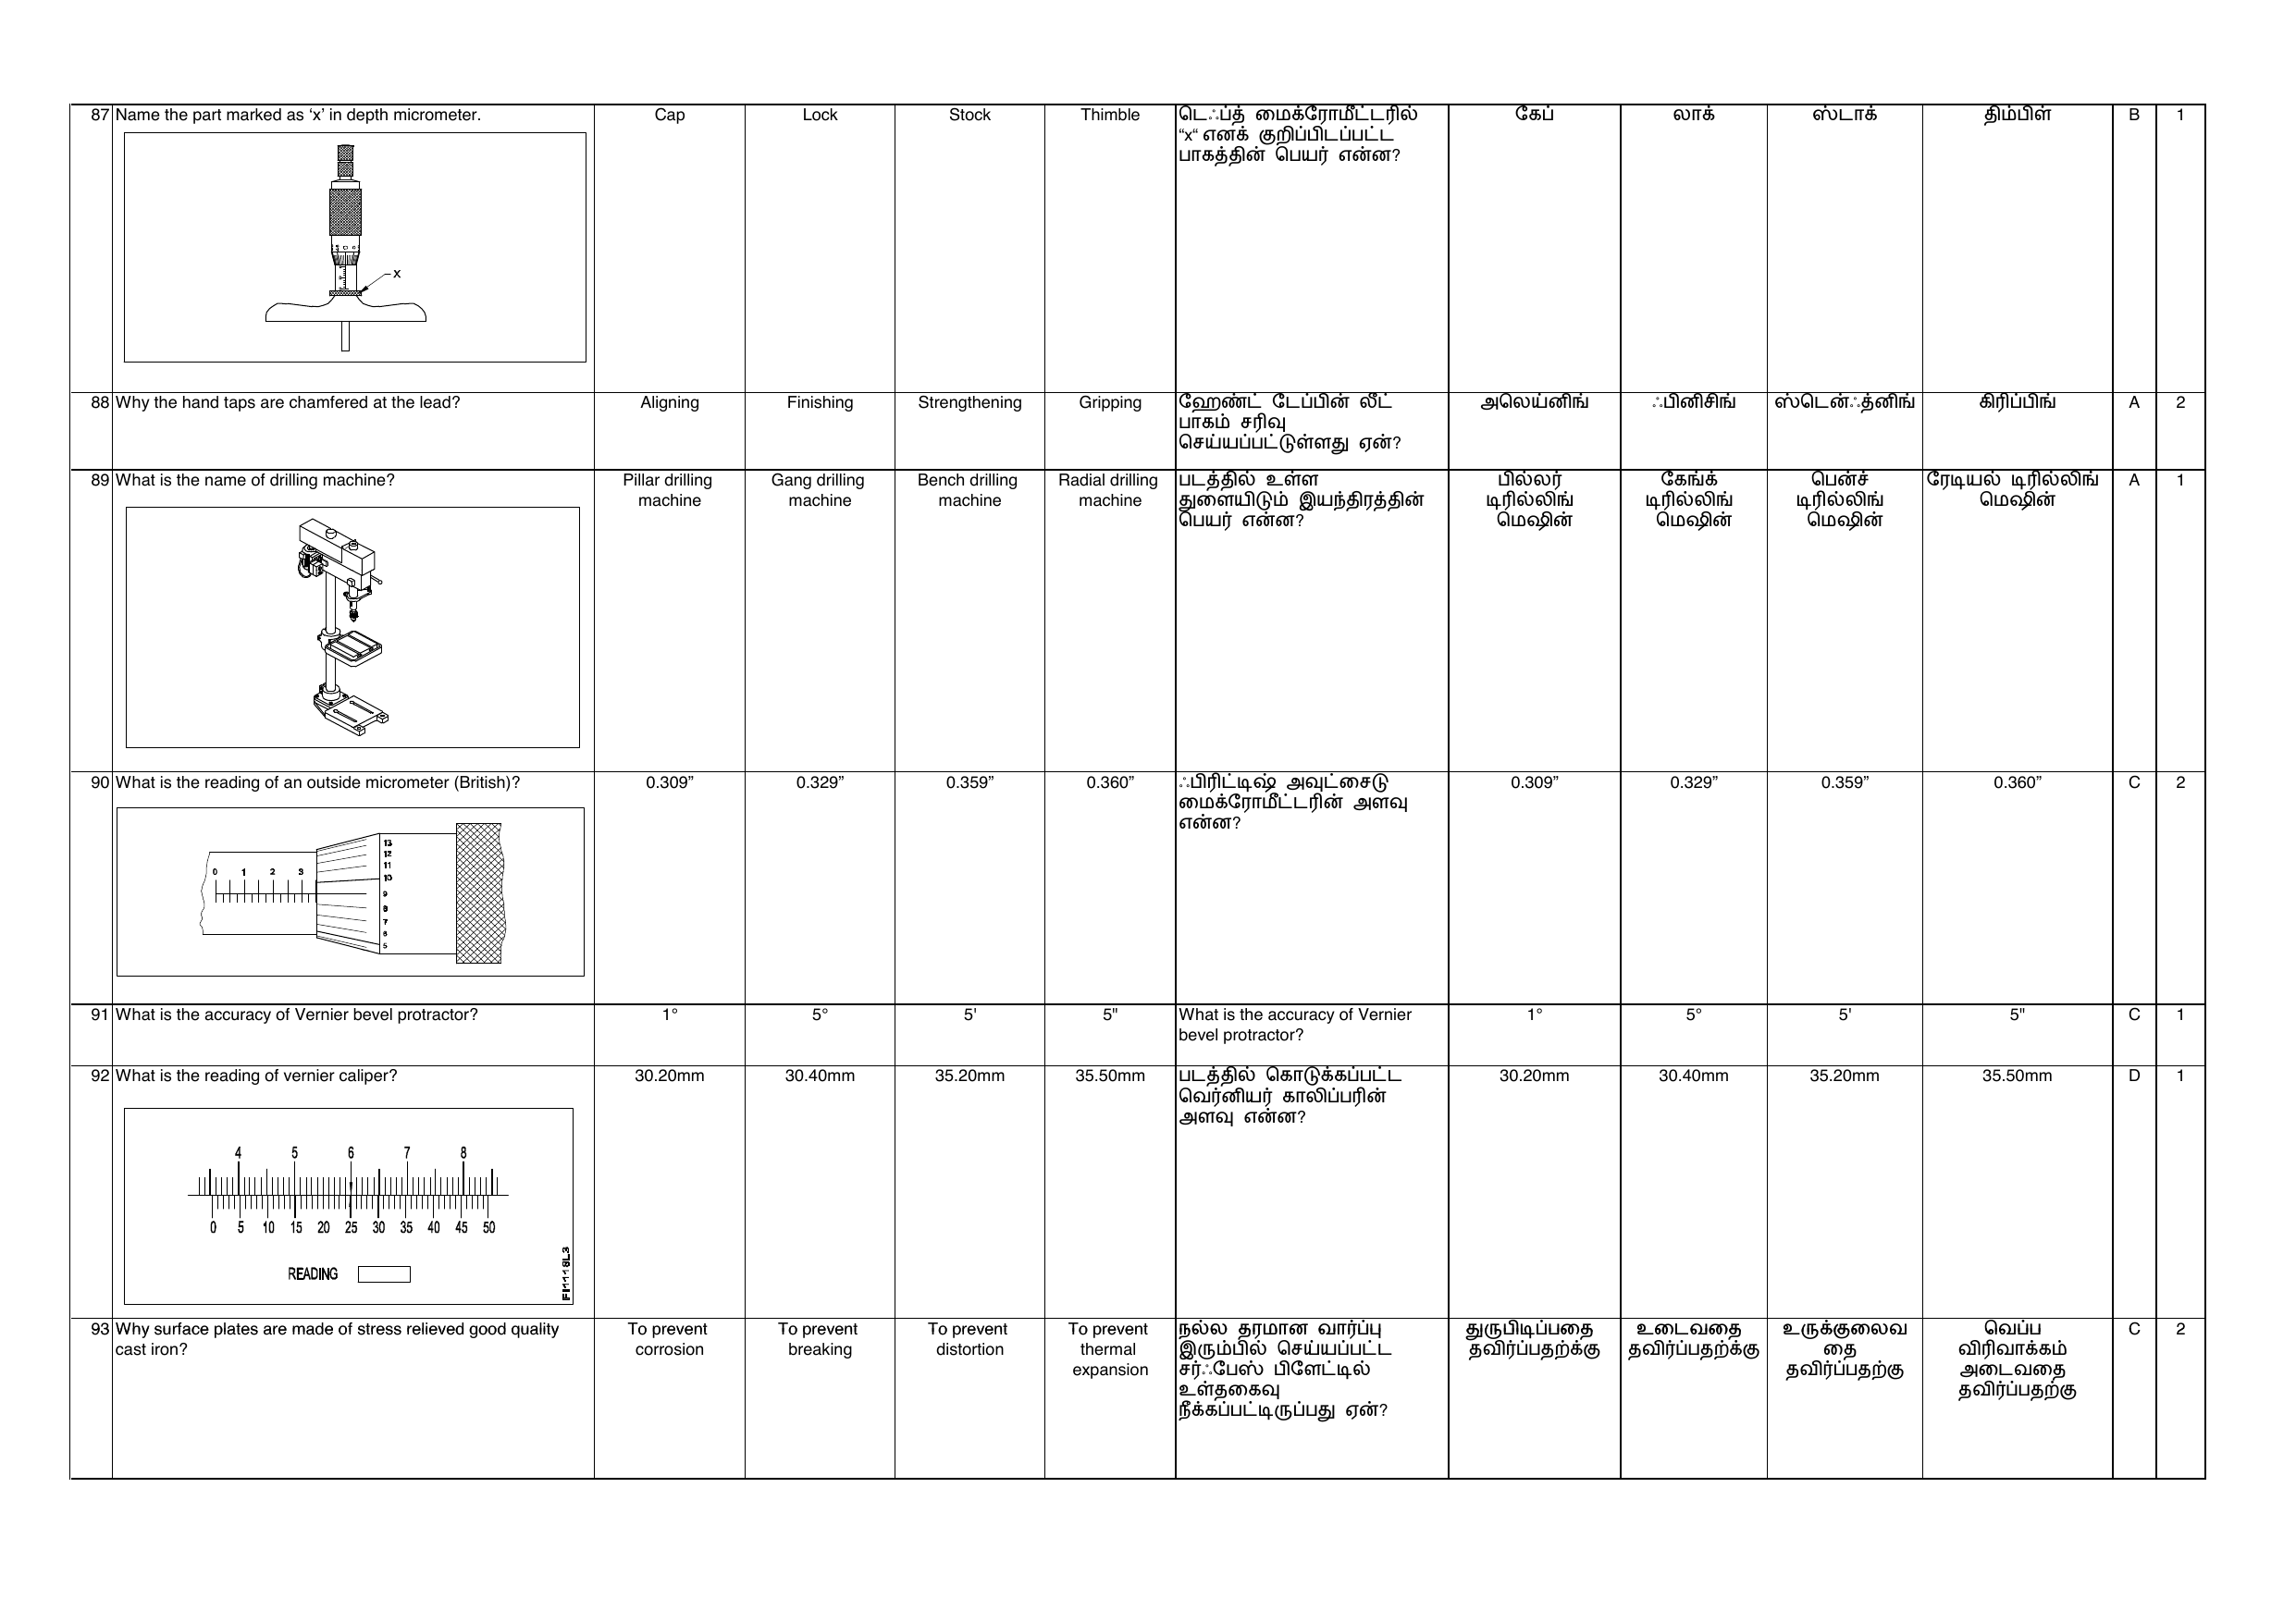 87 Name the part marked as ‘x’ in depth micrometer. Cap Lock Stock Thimble டெஃப்த் மைக்ரோமீட்டரில் கேப் லாக் ஸ்டாக் திம்பிள் B 1
“x“ எனக் குறிப்பிடப்பட்ட
பாகத்தின் பெயர் என்ன?
x
88 Why the hand taps are chamfered at the lead? Aligning Finishing Strengthening Gripping ஹேண்ட் டேப்பின் லீட் அலெய்னிங் ஃபினிசிங் ஸ்டென்ஃத்னிங் கிரிப்பிங் A 2
பாகம் சரிவு
செய்யப்பட்டுள்ளது ஏன்?
89 What is the name of drilling machine? Pillar drilling Gang drilling Bench drilling Radial drilling படத்தில் உள்ள பில்லர் கேங்க் பென்ச் ரேடியல் டிரில்லிங் A 1
machine machine machine machine துளையிடும் இயந்திரத்தின் டிரில்லிங் டிரில்லிங் டிரில்லிங் மெஷின்
பெயர் என்ன? மெஷின் மெஷின் மெஷின்
90 What is the reading of an outside micrometer (British)? 0.309” 0.329” 0.359” 0.360” ஃபிரிட்டிஷ் அவுட்சைடு 0.309” 0.329” 0.359” 0.360” C 2
மைக்ரோமீட்டரின் அளவு
என்ன?
13
12
11
0 1 2 3 10
9
8
7
6
5
91 What is the accuracy of Vernier bevel protractor? 1° 5° 5' 5" What is the accuracy of Vernier 1° 5° 5' 5" C 1
bevel protractor?
92 What is the reading of vernier caliper? 30.20mm 30.40mm 35.20mm 35.50mm படத்தில் கொடுக்கப்பட்ட 30.20mm 30.40mm 35.20mm 35.50mm D 1
வெர்னியர் காலிப்பரின்
அளவு என்ன?
4 5 6 7 8
0 5 10 15 20 25 30 35 40 45 50
READING
FI1118L3
93 Why surface plates are made of stress relieved good quality To prevent To prevent To prevent To prevent நல்ல தரமான வார்ப்பு துருபிடிப்பதை உடைவதை உருக்குலைவ வெப்ப C 2
cast iron? corrosion breaking distortion thermal இரும்பில் செய்யப்பட்ட தவிர்ப்பதற்க்கு தவிர்ப்பதற்க்கு தை விரிவாக்கம்
expansion சர்ஃபேஸ் பிளேட்டில் தவிர்ப்பதற்கு அடைவதை
உள்தகைவு தவிர்ப்பதற்கு
நீக்கப்பட்டிருப்பது ஏன்?